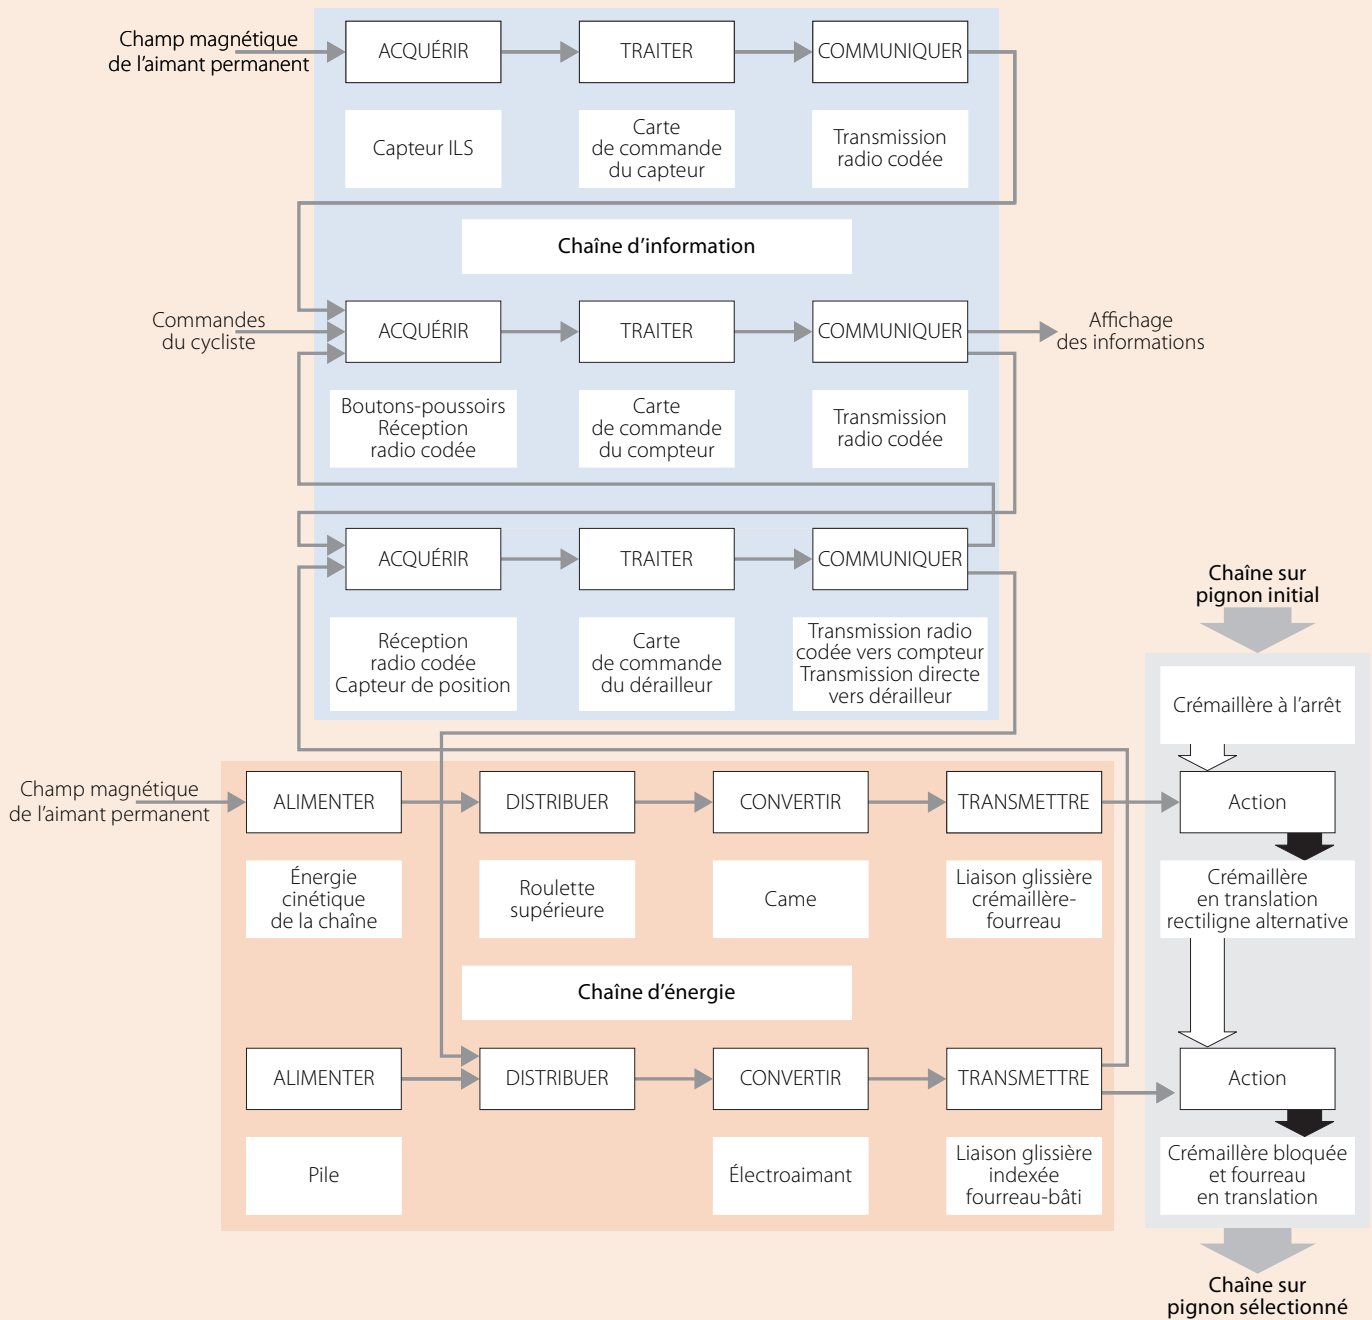 Champ magnétique
de l'aimant permanent
ACQUÉRIR
TRAITER
COMMUNIQUER
Capteur ILS
Carte
de commande
du capteur
Transmission
radio codée
Chaîne d'information
Commandes
du cycliste
ACQUÉRIR
TRAITER
COMMUNIQUER
Affichage
des informations
Boutons-poussoirs
Réception
radio codée
Carte
de commande
du compteur
Transmission
radio codée
ACQUÉRIR
TRAITER
COMMUNIQUER
Réception
radio codée
Capteur de position
Carte
de commande
du dérailleur
Transmission radio
codée vers compteur
Transmission directe
vers dérailleur
Chaîne sur
pignon initial
Crémaillère à l'arrêt
Champ magnétique
de l'aimant permanent
ALIMENTER
DISTRIBUER
CONVERTIR
TRANSMETTRE
Action
Énergie
cinétique
de la chaîne
Roulette
supérieure
Came
Liaison glissière
crémaillère-
fourreau
Crémaillère
en translation
rectiligne alternative
Chaîne d'énergie
ALIMENTER
DISTRIBUER
CONVERTIR
TRANSMETTRE
Action
Pile
Électroaimant
Liaison glissière
indexée
fourreau-bâti
Crémaillère bloquée
et fourreau
en translation
Chaîne sur
pignon sélectionné